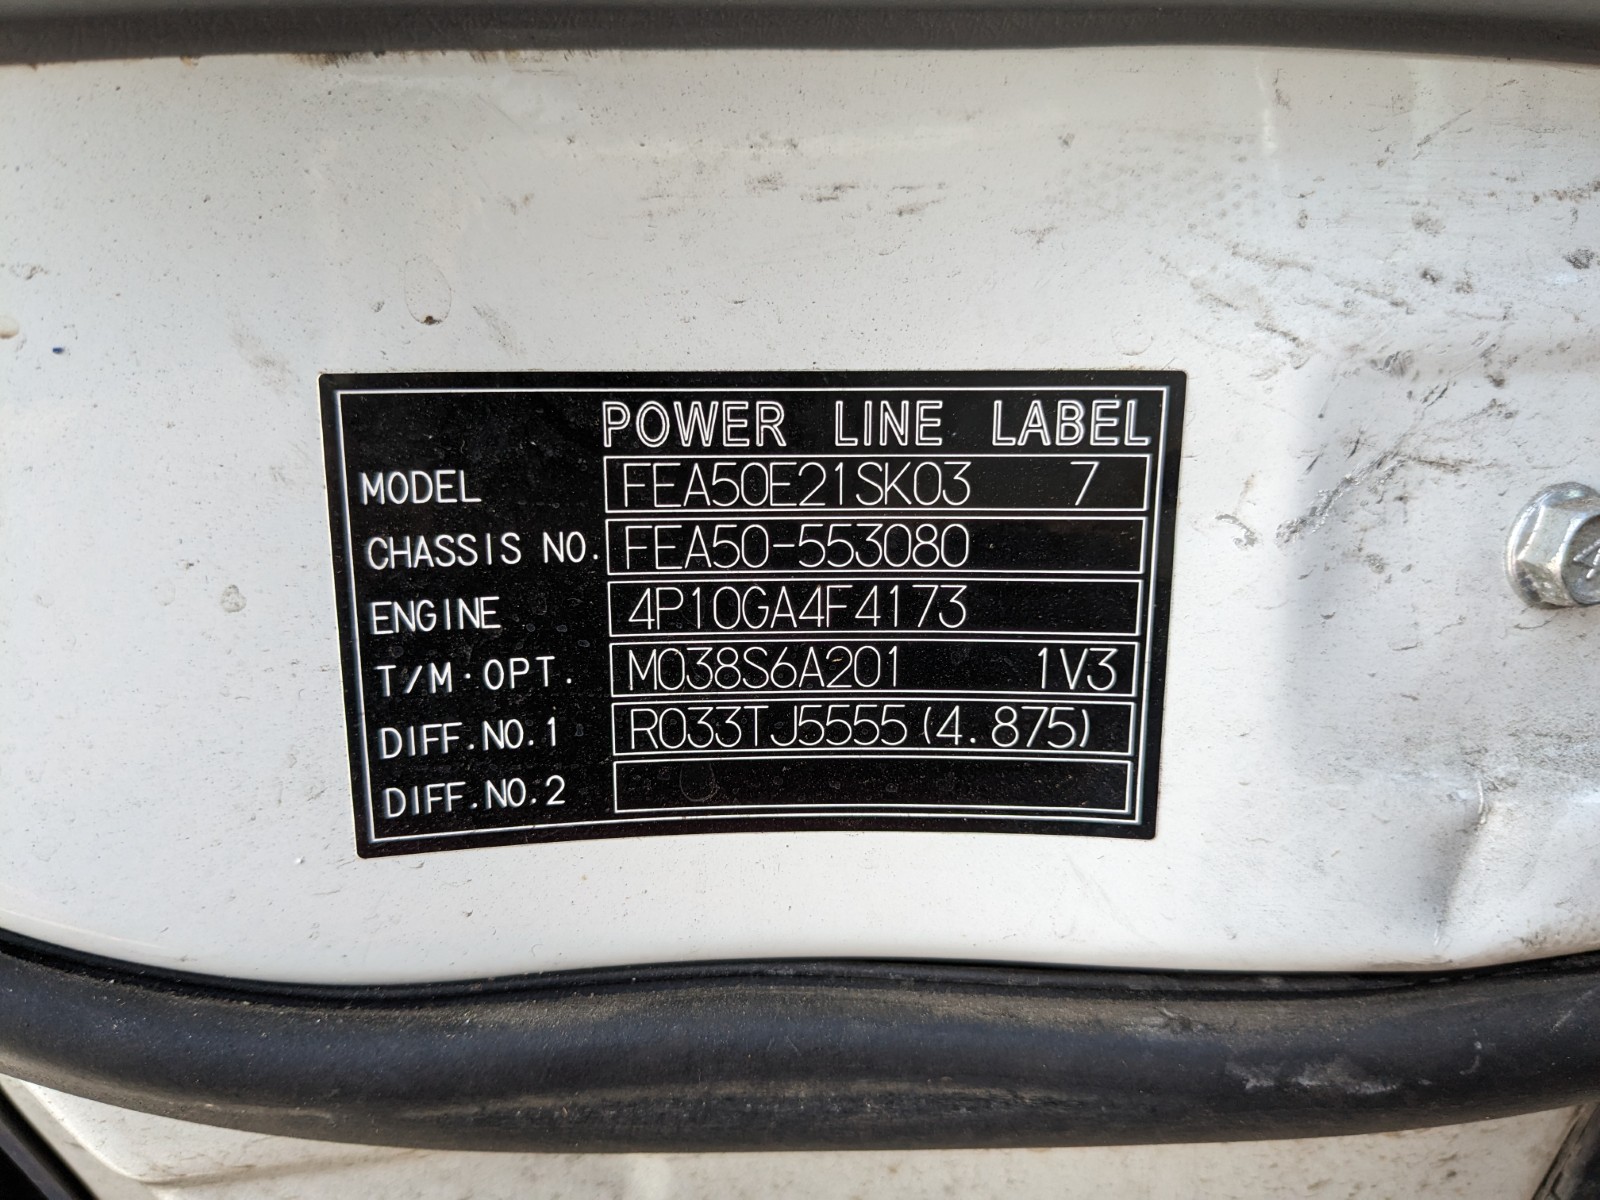 POWER LINE LABEL
MODEL FEA50E21SK03 7
CHASSIS NO. FEA50-553080
ENGINE 4P10GA4F4173
T/M·OPT. M038S6A201 1V3
DIFF.NO.1 R033TJ5555(4.875)
DIFF.NO.2